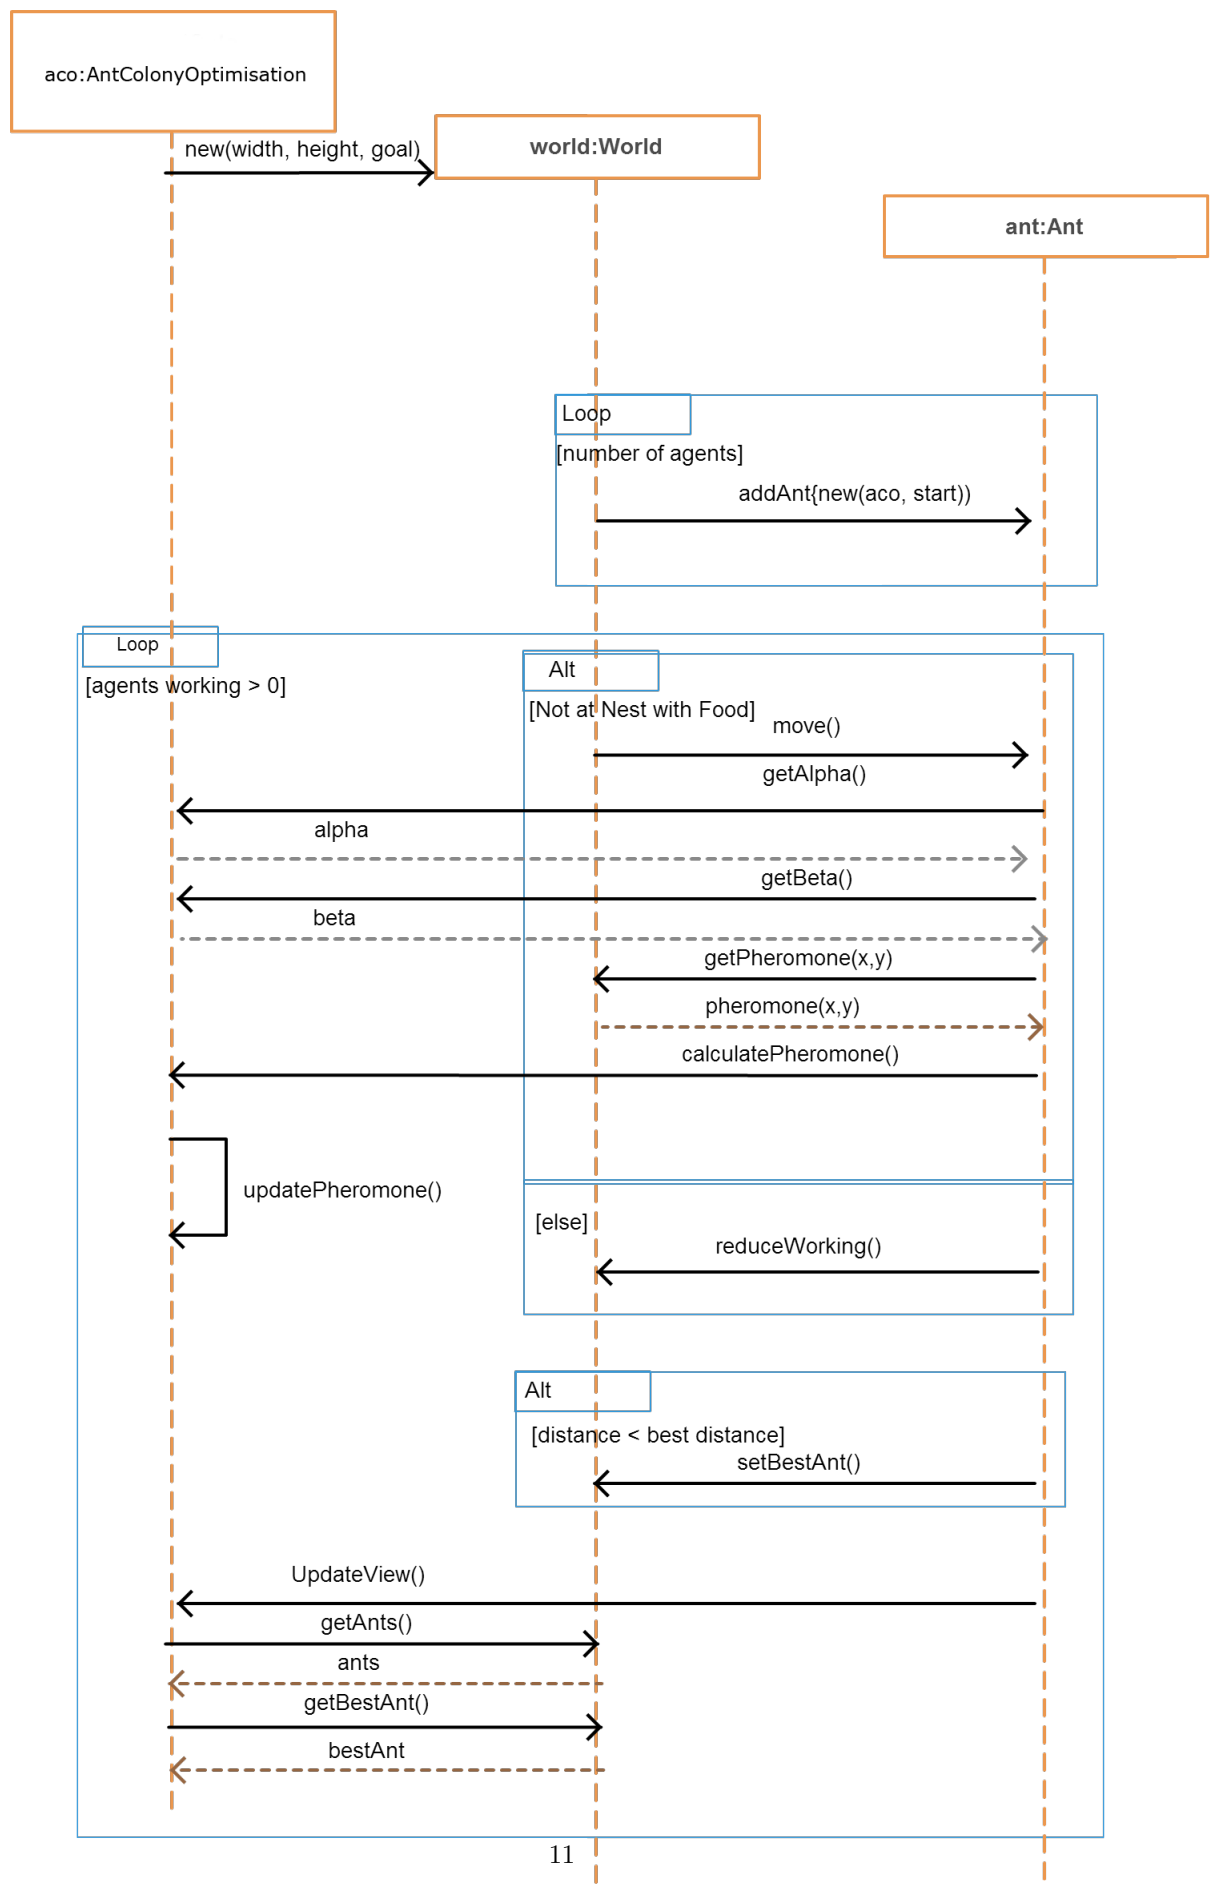 aco:AntColonyOptimisation
new(width, height, goal)
world:World
ant:Ant
Loop
[number of agents]
addAnt{new(aco, start))
Loop
[agents working > 0]
Alt
[Not at Nest with Food]
move()
getAlpha()
alpha
getBeta()
beta
getPheromone(x,y)
pheromone(x,y)
calculatePheromone()
updatePheromone()
[else]
reduceWorking()
Alt
[distance < best distance]
setBestAnt()
UpdateView()
getAnts()
ants
getBestAnt()
bestAnt
11